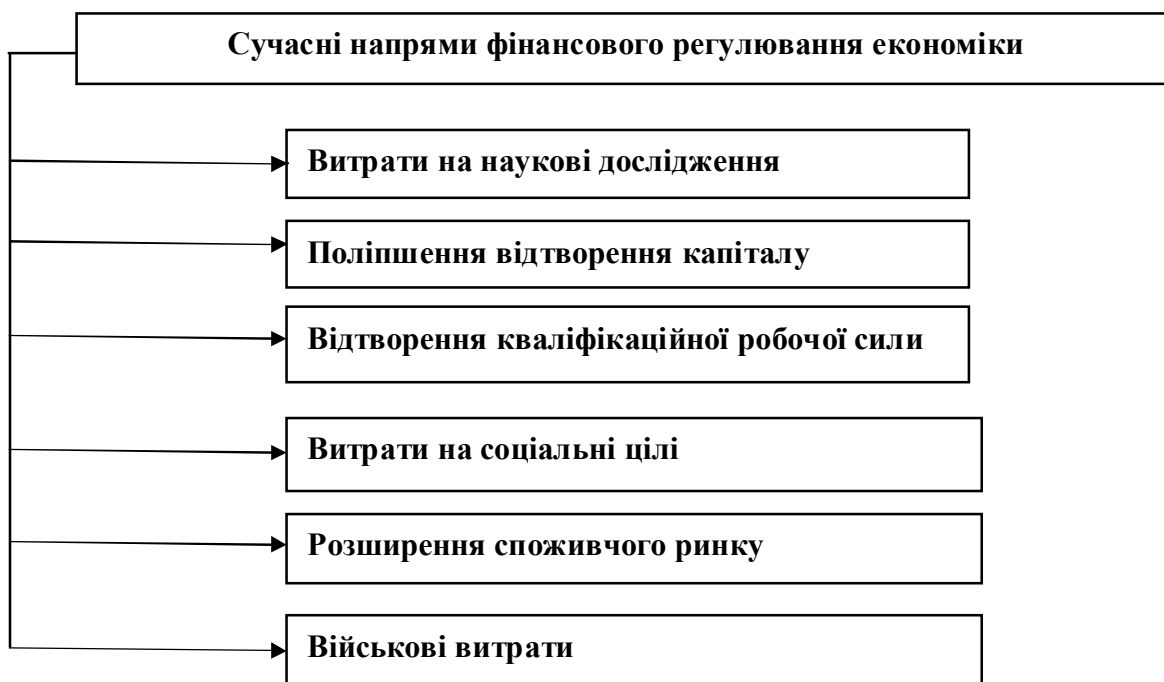 Сучасні напрями фінансового регулювання економіки
Витрати на наукові дослідження
Поліпшення відтворення капіталу
Відтворення кваліфікаційної робочої сили
Витрати на соціальні цілі
Розширення споживчого ринку
Військові витрати